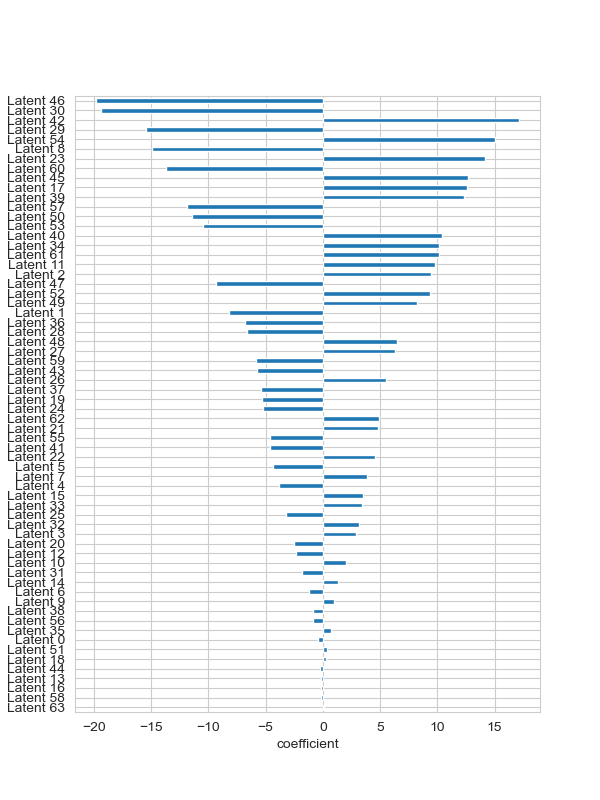 Latent 46
Latent 30
Latent 42
Latent 29
Latent 54
Latent 8
Latent 23
Latent 60
Latent 45
Latent 17
Latent 39
Latent 57
Latent 50
Latent 53
Latent 40
Latent 34
Latent 61
Latent 11
Latent 2
Latent 47
Latent 52
Latent 49
Latent 1
Latent 36
Latent 28
Latent 48
Latent 27
Latent 59
Latent 43
Latent 26
Latent 37
Latent 19
Latent 24
Latent 62
Latent 21
Latent 55
Latent 41
Latent 22
Latent 5
Latent 7
Latent 4
Latent 15
Latent 33
Latent 25
Latent 32
Latent 3
Latent 20
Latent 12
Latent 10
Latent 31
Latent 14
Latent 6
Latent 9
Latent 38
Latent 56
Latent 35
Latent 0
Latent 51
Latent 18
Latent 44
Latent 13
Latent 16
Latent 58
Latent 63
−20 −15 −10 −5 0 5 10 15
coefficient